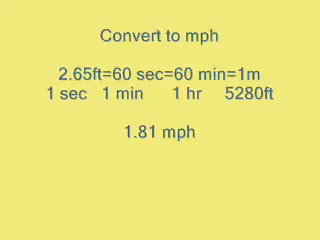 Convert to mph
2.65ft=60 sec=60 min=1m
1 sec 1 min 1 hr 5280ft
1.81 mph